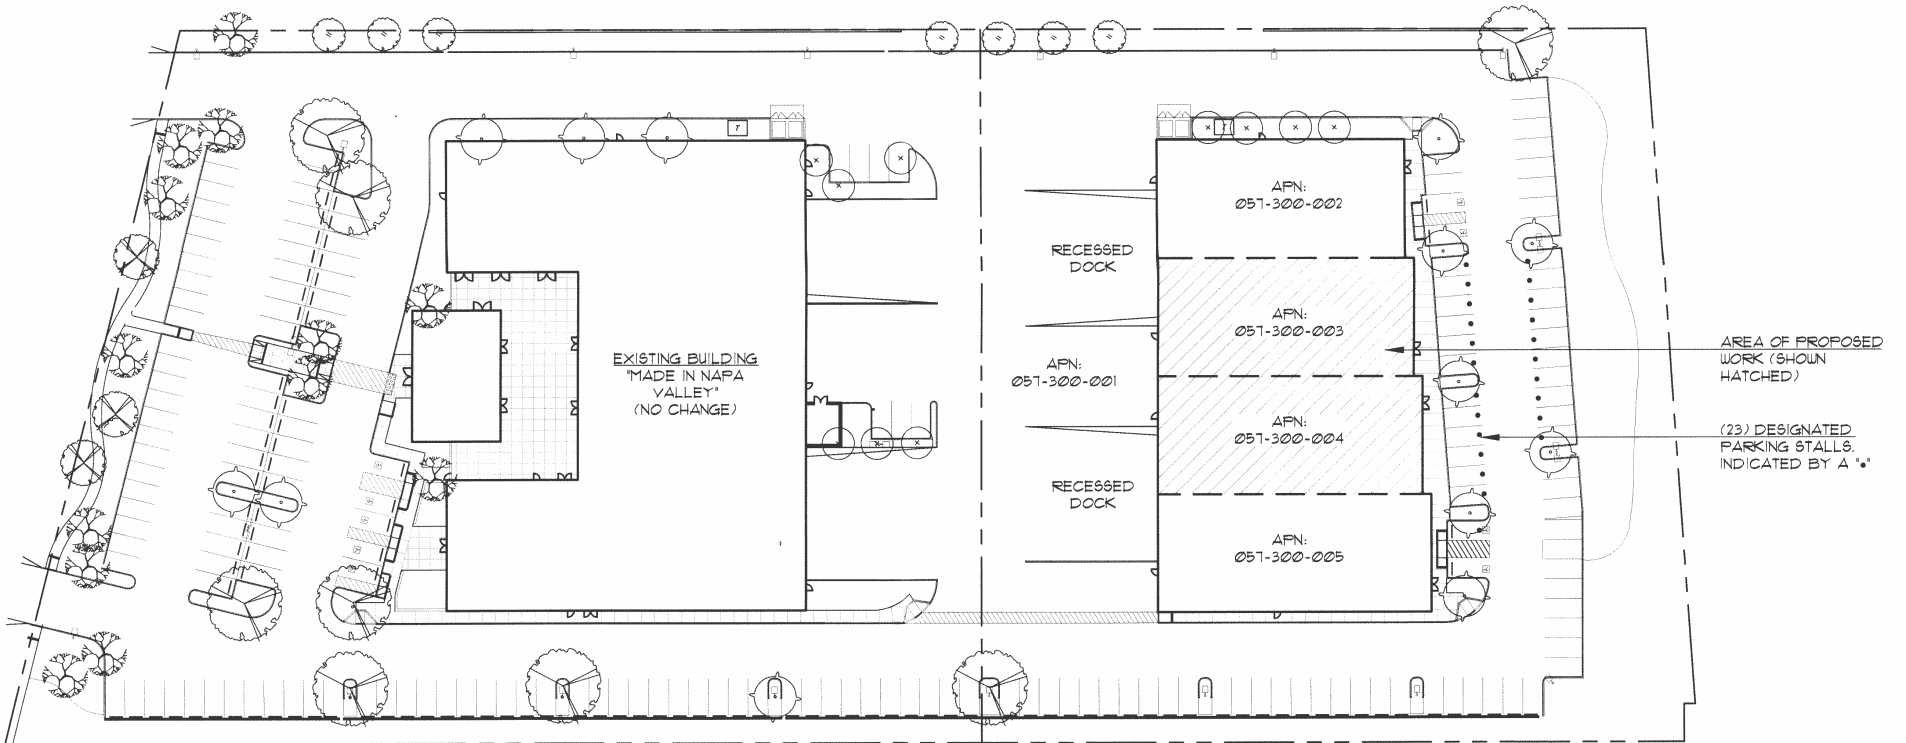 T
T
APN:
057-300-002
RECESSED
DOCK
APN:
057-300-003
AREA OF PROPOSED
WORK (SHOWN
HATCHED)
EXISTING BUILDING
"MADE IN NAPA
VALLEY"
(NO CHANGE)
APN:
057-300-001
APN:
057-300-004
(23) DESIGNATED
PARKING STALLS.
INDICATED BY A "•"
RECESSED
DOCK
APN:
057-300-005